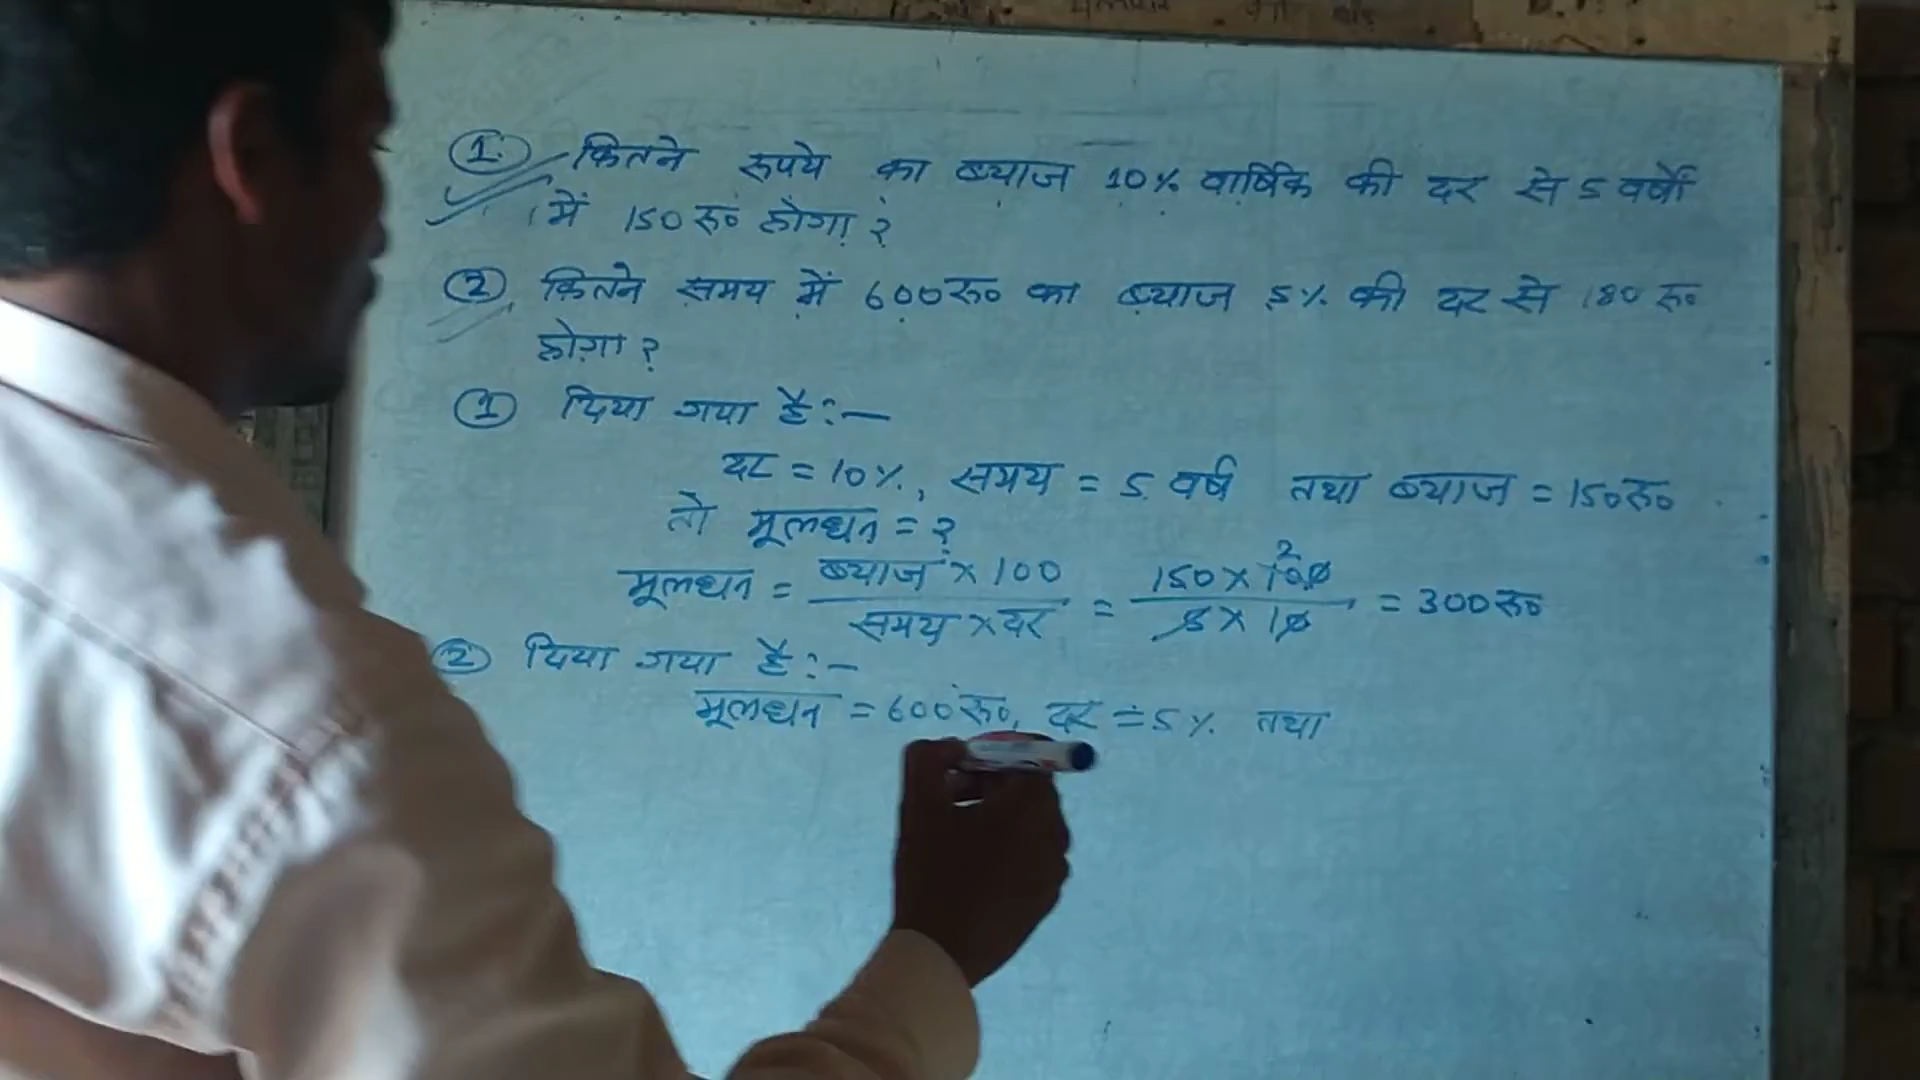 ① कितने रुपये का ब्याज 10% वार्षिक की दर से 5 वर्षों
में 150 रु० होगा ?
② कितने समय में 600 रु० का ब्याज 5% की दर से 180 रु०
होगा ?
① दिया गया है :—
दर = 10%, समय = 5 वर्ष तथा ब्याज = 150 रु०
तो मूलधन = ?
मूलधन = ब्याज × 100 / समय × दर = 150 × 100 2 / 5 × 10 = 300 रु०
② दिया गया है :—
मूलधन = 600 रु०, दर = 5% तथा